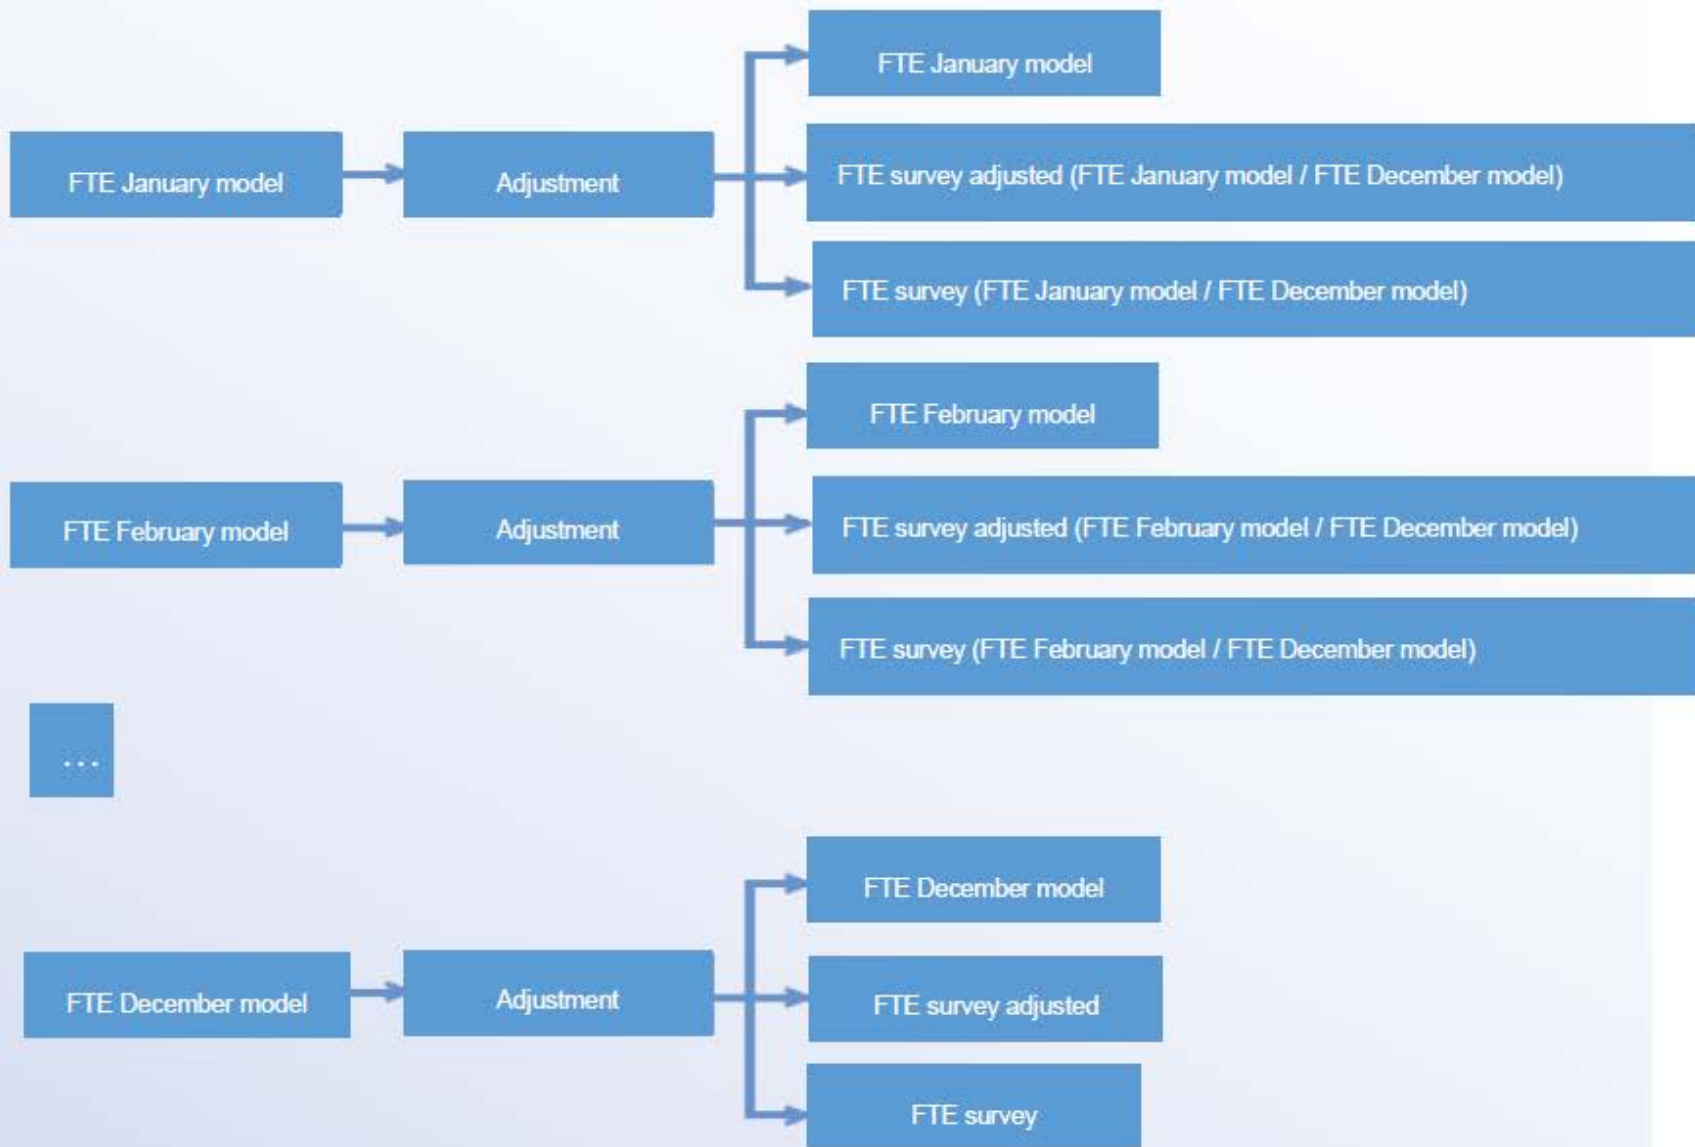 FTE January model
FTE January model
Adjustment
FTE survey adjusted (FTE January model / FTE December model)
FTE survey (FTE January model / FTE December model)
FTE February model
FTE February model
Adjustment
FTE survey adjusted (FTE February model / FTE December model)
FTE survey (FTE February model / FTE December model)
...
FTE December model
FTE December model
Adjustment
FTE survey adjusted
FTE survey